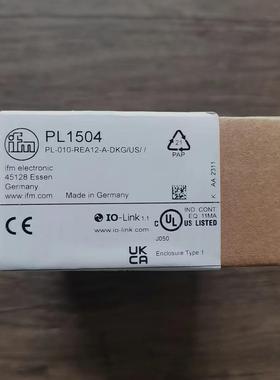 ifm
PL1504
PL-010-REA12-A-DKG/US/ /
ifm electronic
45128 Essen
Germany
www.ifm.com
Made in Germany
21
PAP
K AA 2311
CE
IO-Link 1.1
www.io-link.com
IND. CONT.
EQ. 11MA
C UL US LISTED
J050
UK
CA
Enclosure Type 1